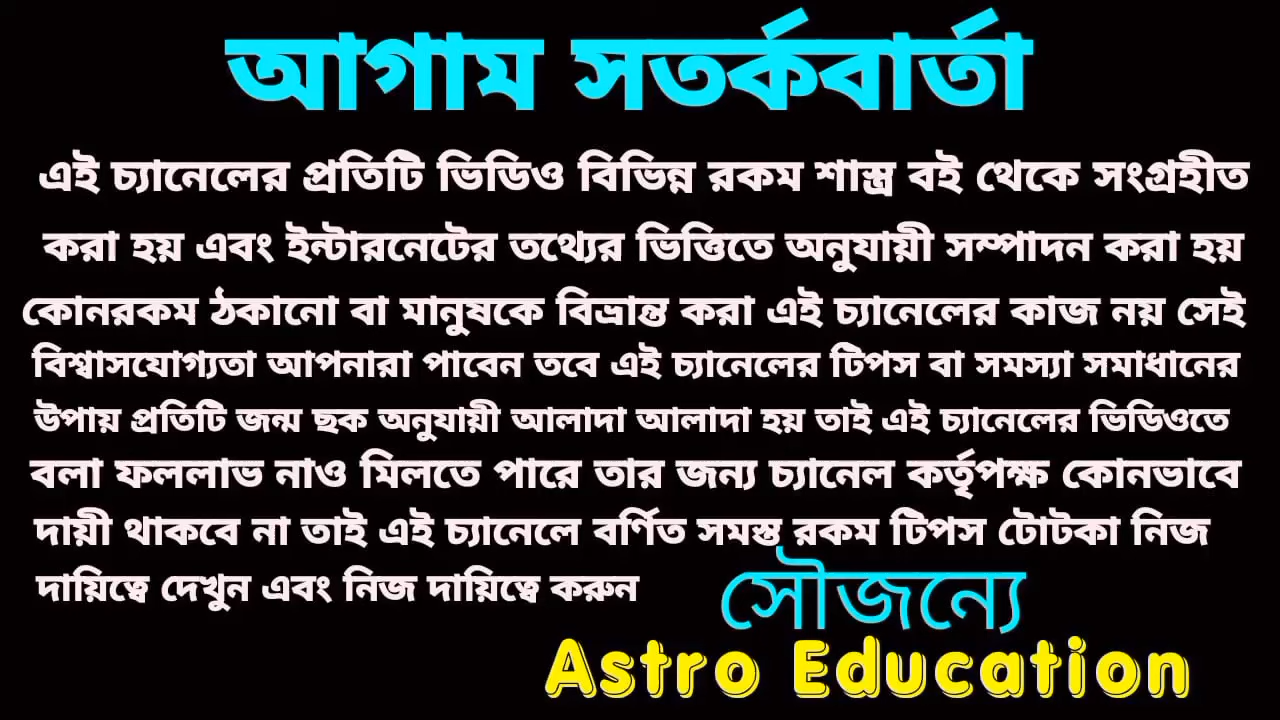 আগাম সতর্কবার্তা
এই চ্যানেলের প্রতিটি ভিডিও বিভিন্ন রকম শাস্ত্র বই থেকে সংগ্রহীত
করা হয় এবং ইন্টারনেটের তথ্যের ভিত্তিতে অনুযায়ী সম্পাদন করা হয়
কোনরকম ঠকানো বা মানুষকে বিভ্রান্ত করা এই চ্যানেলের কাজ নয় সেই
বিশ্বাসযোগ্যতা আপনারা পাবেন তবে এই চ্যানেলের টিপস বা সমস্যা সমাধানের
উপায় প্রতিটি জন্ম ছক অনুযায়ী আলাদা আলাদা হয় তাই এই চ্যানেলের ভিডিওতে
বলা ফললাভ নাও মিলতে পারে তার জন্য চ্যানেল কর্তৃপক্ষ কোনভাবে
দায়ী থাকবে না তাই এই চ্যানেলে বর্ণিত সমস্ত রকম টিপস টোটকা নিজ
দায়িত্বে দেখুন এবং নিজ দায়িত্বে করুন
সৌজন্যে
Astro Education